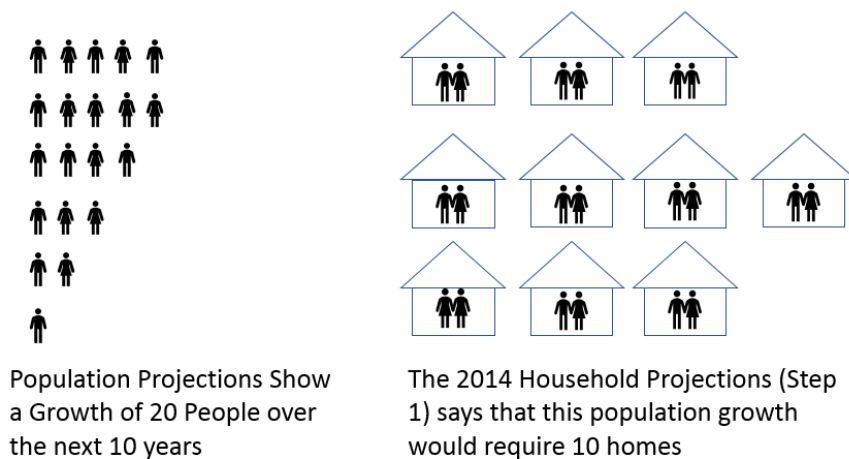 Population Projections Show
a Growth of 20 People over
the next 10 years
The 2014 Household Projections (Step
1) says that this population growth
would require 10 homes